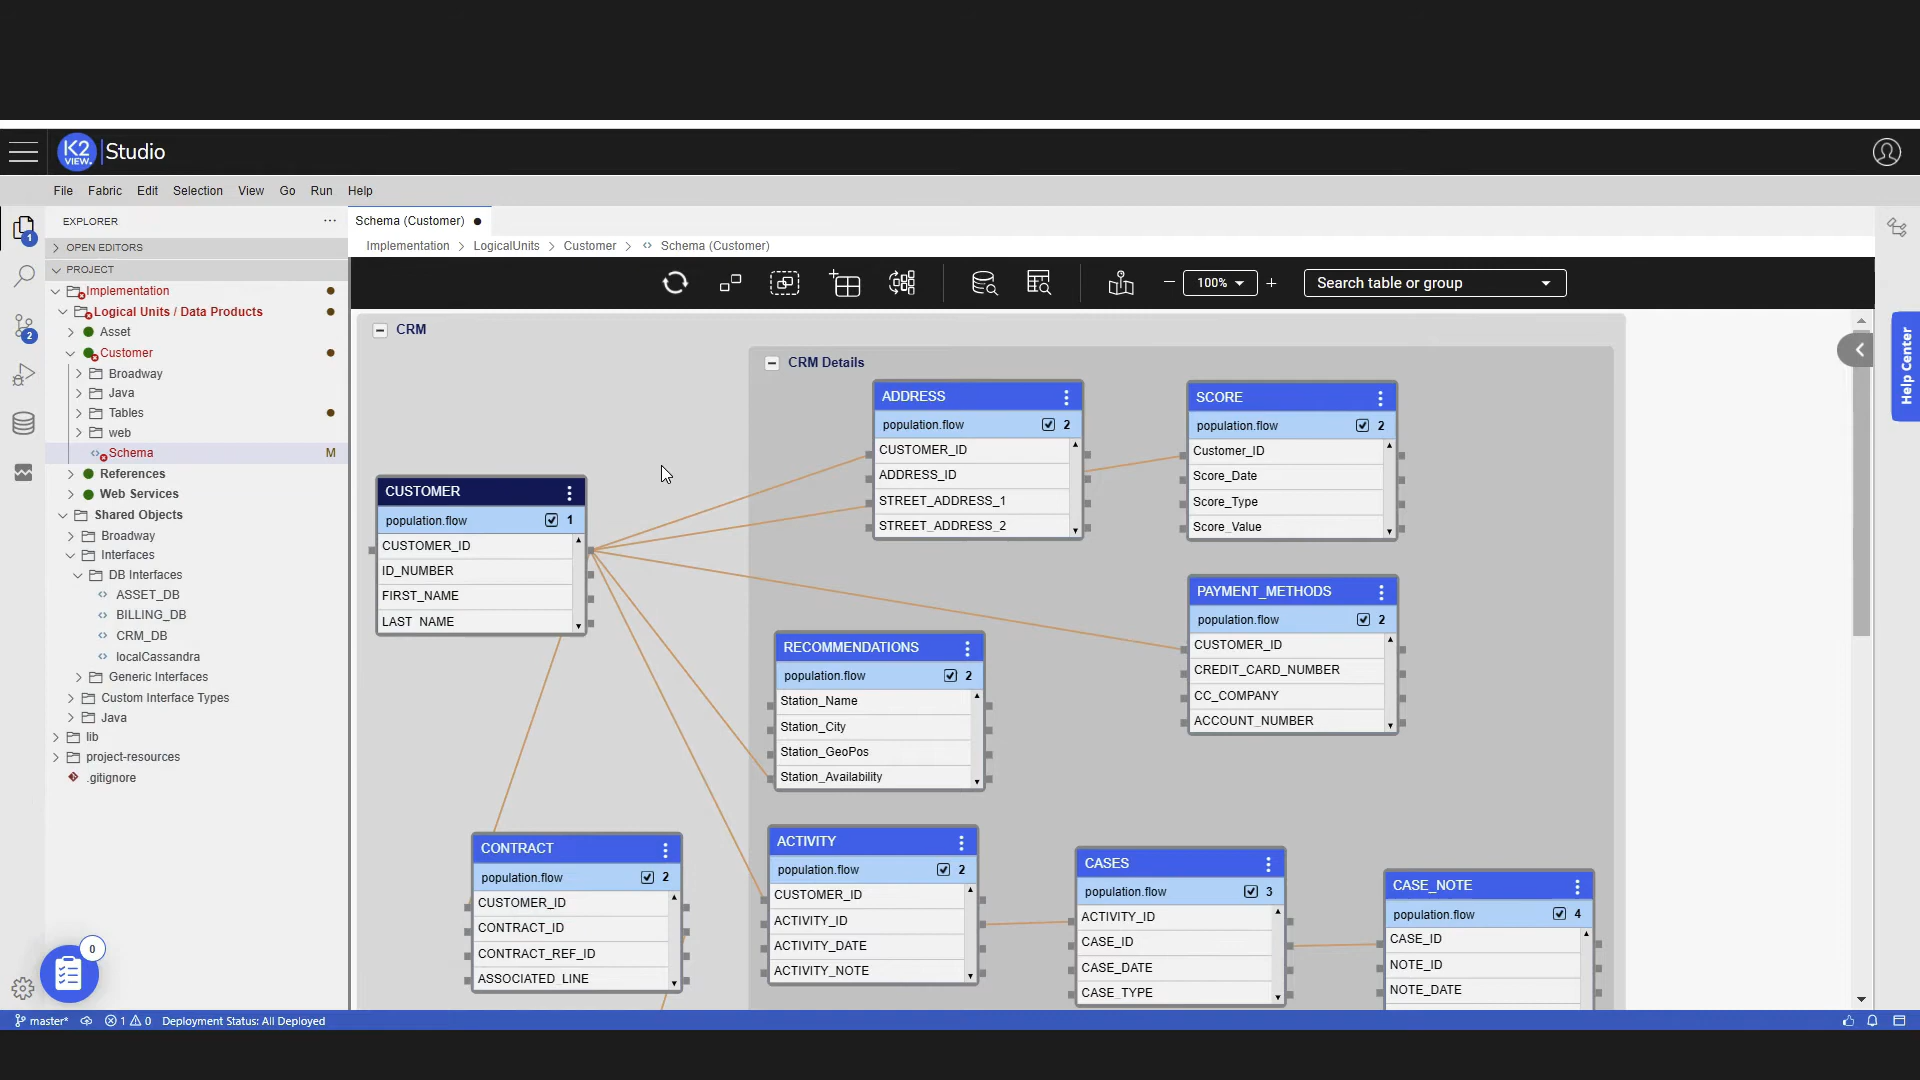 K2 VIEW. Studio
File Fabric Edit Selection View Go Run Help
EXPLORER
OPEN EDITORS
PROJECT
Implementation
Logical Units / Data Products
Asset
Customer
Broadway
Java
Tables
web
Schema M
References
Web Services
Shared Objects
Broadway
Interfaces
DB Interfaces
ASSET_DB
BILLING_DB
CRM_DB
localCassandra
Generic Interfaces
Custom Interface Types
Java
lib
project-resources
.gitignore
1
2
0
Schema (Customer)
Implementation > LogicalUnits > Customer > Schema (Customer)
100%
Search table or group
CRM
CRM Details
CUSTOMER
population.flow 1
CUSTOMER_ID
ID_NUMBER
FIRST_NAME
LAST_NAME
ADDRESS
population.flow 2
CUSTOMER_ID
ADDRESS_ID
STREET_ADDRESS_1
STREET_ADDRESS_2
SCORE
population.flow 2
Customer_ID
Score_Date
Score_Type
Score_Value
PAYMENT_METHODS
population.flow 2
CUSTOMER_ID
CREDIT_CARD_NUMBER
CC_COMPANY
ACCOUNT_NUMBER
RECOMMENDATIONS
population.flow 2
Station_Name
Station_City
Station_GeoPos
Station_Availability
CONTRACT
population.flow 2
CUSTOMER_ID
CONTRACT_ID
CONTRACT_REF_ID
ASSOCIATED_LINE
ACTIVITY
population.flow 2
CUSTOMER_ID
ACTIVITY_ID
ACTIVITY_DATE
ACTIVITY_NOTE
CASES
population.flow 3
ACTIVITY_ID
CASE_ID
CASE_DATE
CASE_TYPE
CASE_NOTE
population.flow 4
CASE_ID
NOTE_ID
NOTE_DATE
Help Center
master* 1 0 Deployment Status: All Deployed